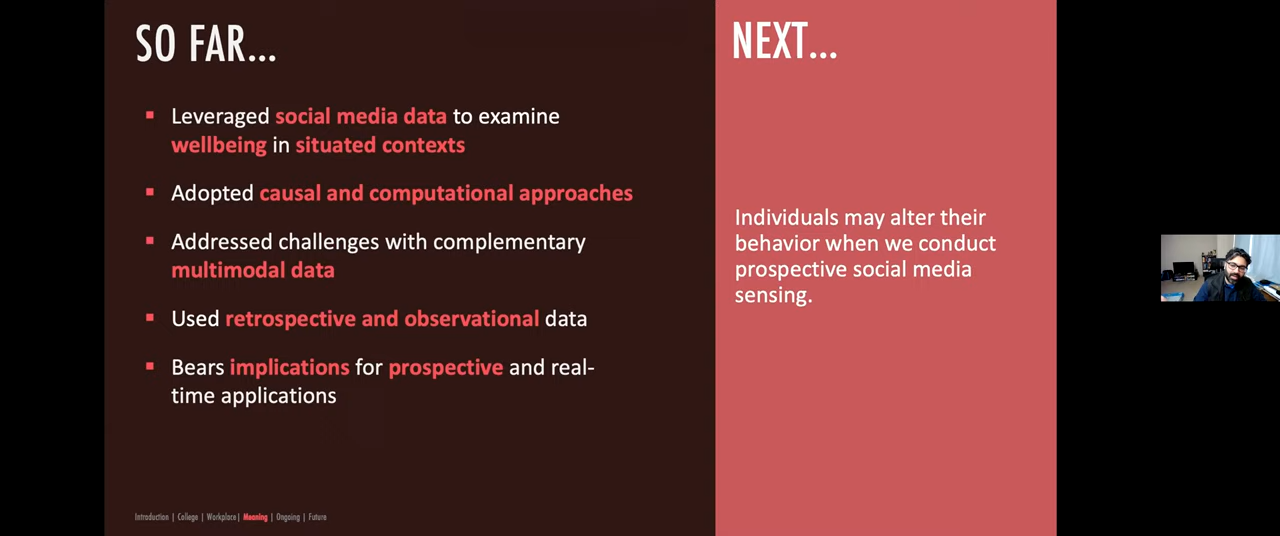 SO FAR...
Leveraged social media data to examine
wellbeing in situated contexts
Adopted causal and computational approaches
Addressed challenges with complementary
multimodal data
Used retrospective and observational data
Bears implications for prospective and real-
time applications
Introduction | College | Workplace | Meaning | Ongoing | Future
NEXT...
Individuals may alter their
behavior when we conduct
prospective social media
sensing.